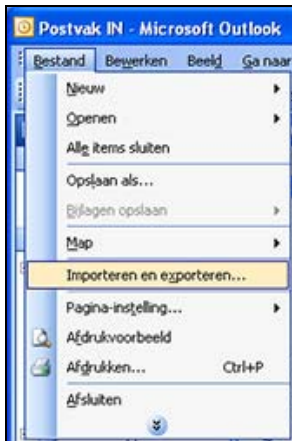 Postvak IN - Microsoft Outlook
Bestand Bewerken Beeld Ga naar
Nieuw
Openen
Alle items sluiten
Opslaan als...
Bijlagen opslaan
Map
Importeren en exporteren...
Pagina-instelling...
Afdrukvoorbeeld
Afdrukken... Ctrl+P
Afsluiten